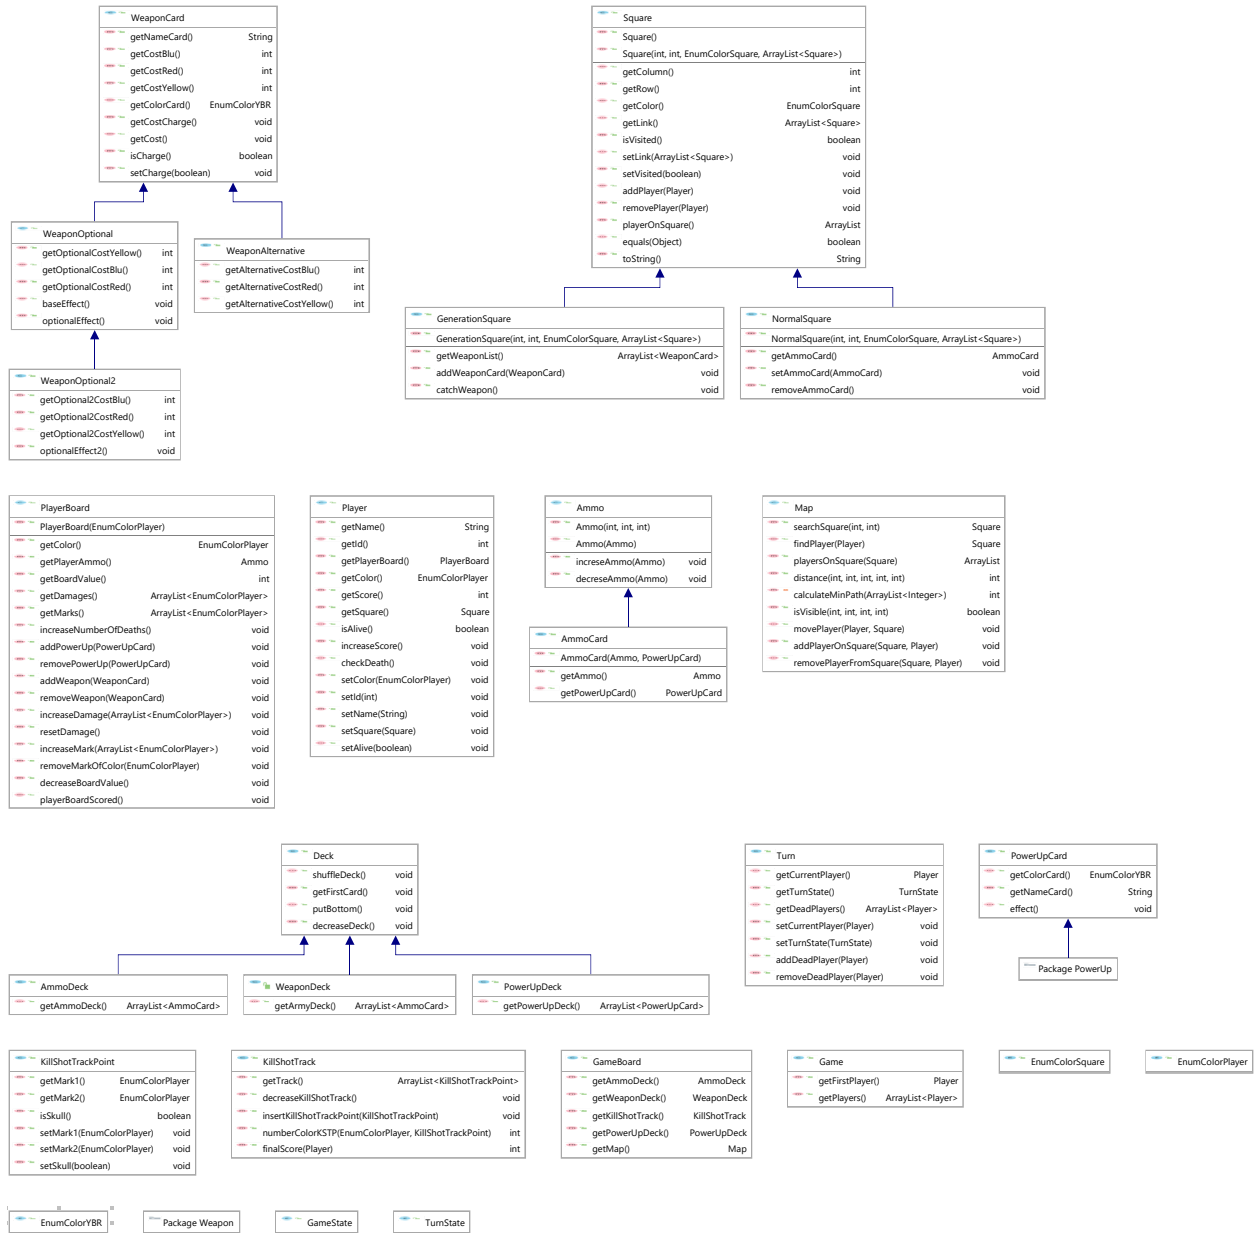 WeaponCard
getNameCard() String
getCostBlu() int
getCostRed() int
getCostYellow() int
getColorCard() EnumColorYBR
getCostCharge() void
getCost() void
isCharge() boolean
setCharge(boolean) void
Square
Square()
Square(int, int, EnumColorSquare, ArrayList<Square>)
getColumn() int
getRow() int
getColor() EnumColorSquare
getLink() ArrayList<Square>
isVisited() boolean
setLink(ArrayList<Square>) void
setVisited(boolean) void
addPlayer(Player) void
removePlayer(Player) void
playerOnSquare() ArrayList
equals(Object) boolean
toString() String
WeaponOptional
getOptionalCostYellow() int
getOptionalCostBlu() int
getOptionalCostRed() int
baseEffect() void
optionalEffect() void
WeaponAlternative
getAlternativeCostBlu() int
getAlternativeCostRed() int
getAlternativeCostYellow() int
GenerationSquare
GenerationSquare(int, int, EnumColorSquare, ArrayList<Square>)
getWeaponList() ArrayList<WeaponCard>
addWeaponCard(WeaponCard) void
catchWeapon() void
NormalSquare
NormalSquare(int, int, EnumColorSquare, ArrayList<Square>)
getAmmoCard() AmmoCard
setAmmoCard(AmmoCard) void
removeAmmoCard() void
WeaponOptional2
getOptional2CostBlu() int
getOptional2CostRed() int
getOptional2CostYellow() int
optionalEffect2() void
PlayerBoard
PlayerBoard(EnumColorPlayer)
getColor() EnumColorPlayer
getPlayerAmmo() Ammo
getBoardValue() int
getDamages() ArrayList<EnumColorPlayer>
getMarks() ArrayList<EnumColorPlayer>
increaseNumberOfDeaths() void
addPowerUp(PowerUpCard) void
removePowerUp(PowerUpCard) void
addWeapon(WeaponCard) void
removeWeapon(WeaponCard) void
increaseDamage(ArrayList<EnumColorPlayer>) void
resetDamage() void
increaseMark(ArrayList<EnumColorPlayer>) void
removeMarkOfColor(EnumColorPlayer) void
decreaseBoardValue() void
playerBoardScored() void
Player
getName() String
getId() int
getPlayerBoard() PlayerBoard
getColor() EnumColorPlayer
getScore() int
getSquare() Square
isAlive() boolean
increaseScore() void
checkDeath() void
setColor(EnumColorPlayer) void
setId(int) void
setName(String) void
setSquare(Square) void
setAlive(boolean) void
Ammo
Ammo(int, int, int)
Ammo(Ammo)
increseAmmo(Ammo) void
decreseAmmo(Ammo) void
AmmoCard
AmmoCard(Ammo, PowerUpCard)
getAmmo() Ammo
getPowerUpCard() PowerUpCard
Map
searchSquare(int, int) Square
findPlayer(Player) Square
playersOnSquare(Square) ArrayList
distance(int, int, int, int, int) int
calculateMinPath(ArrayList<Integer>) int
isVisible(int, int, int, int) boolean
movePlayer(Player, Square) void
addPlayerOnSquare(Square, Player) void
removePlayerFromSquare(Square, Player) void
Deck
shuffleDeck() void
getFirstCard() void
putBottom() void
decreaseDeck() void
Turn
getCurrentPlayer() Player
getTurnState() TurnState
getDeadPlayers() ArrayList<Player>
setCurrentPlayer(Player) void
setTurnState(TurnState) void
addDeadPlayer(Player) void
removeDeadPlayer(Player) void
PowerUpCard
getColorCard() EnumColorYBR
getNameCard() String
effect() void
Package PowerUp
AmmoDeck
getAmmoDeck() ArrayList<AmmoCard>
WeaponDeck
getArmyDeck() ArrayList<AmmoCard>
PowerUpDeck
getPowerUpDeck() ArrayList<PowerUpCard>
KillShotTrackPoint
getMark1() EnumColorPlayer
getMark2() EnumColorPlayer
isSkull() boolean
setMark1(EnumColorPlayer) void
setMark2(EnumColorPlayer) void
setSkull(boolean) void
KillShotTrack
getTrack() ArrayList<KillShotTrackPoint>
decreaseKillShotTrack() void
insertKillShotTrackPoint(KillShotTrackPoint) void
numberColorKSTP(EnumColorPlayer, KillShotTrackPoint) int
finalScore(Player) int
GameBoard
getAmmoDeck() AmmoDeck
getWeaponDeck() WeaponDeck
getKillShotTrack() KillShotTrack
getPowerUpDeck() PowerUpDeck
getMap() Map
Game
getFirstPlayer() Player
getPlayers() ArrayList<Player>
EnumColorSquare
EnumColorPlayer
EnumColorYBR
Package Weapon
GameState
TurnState